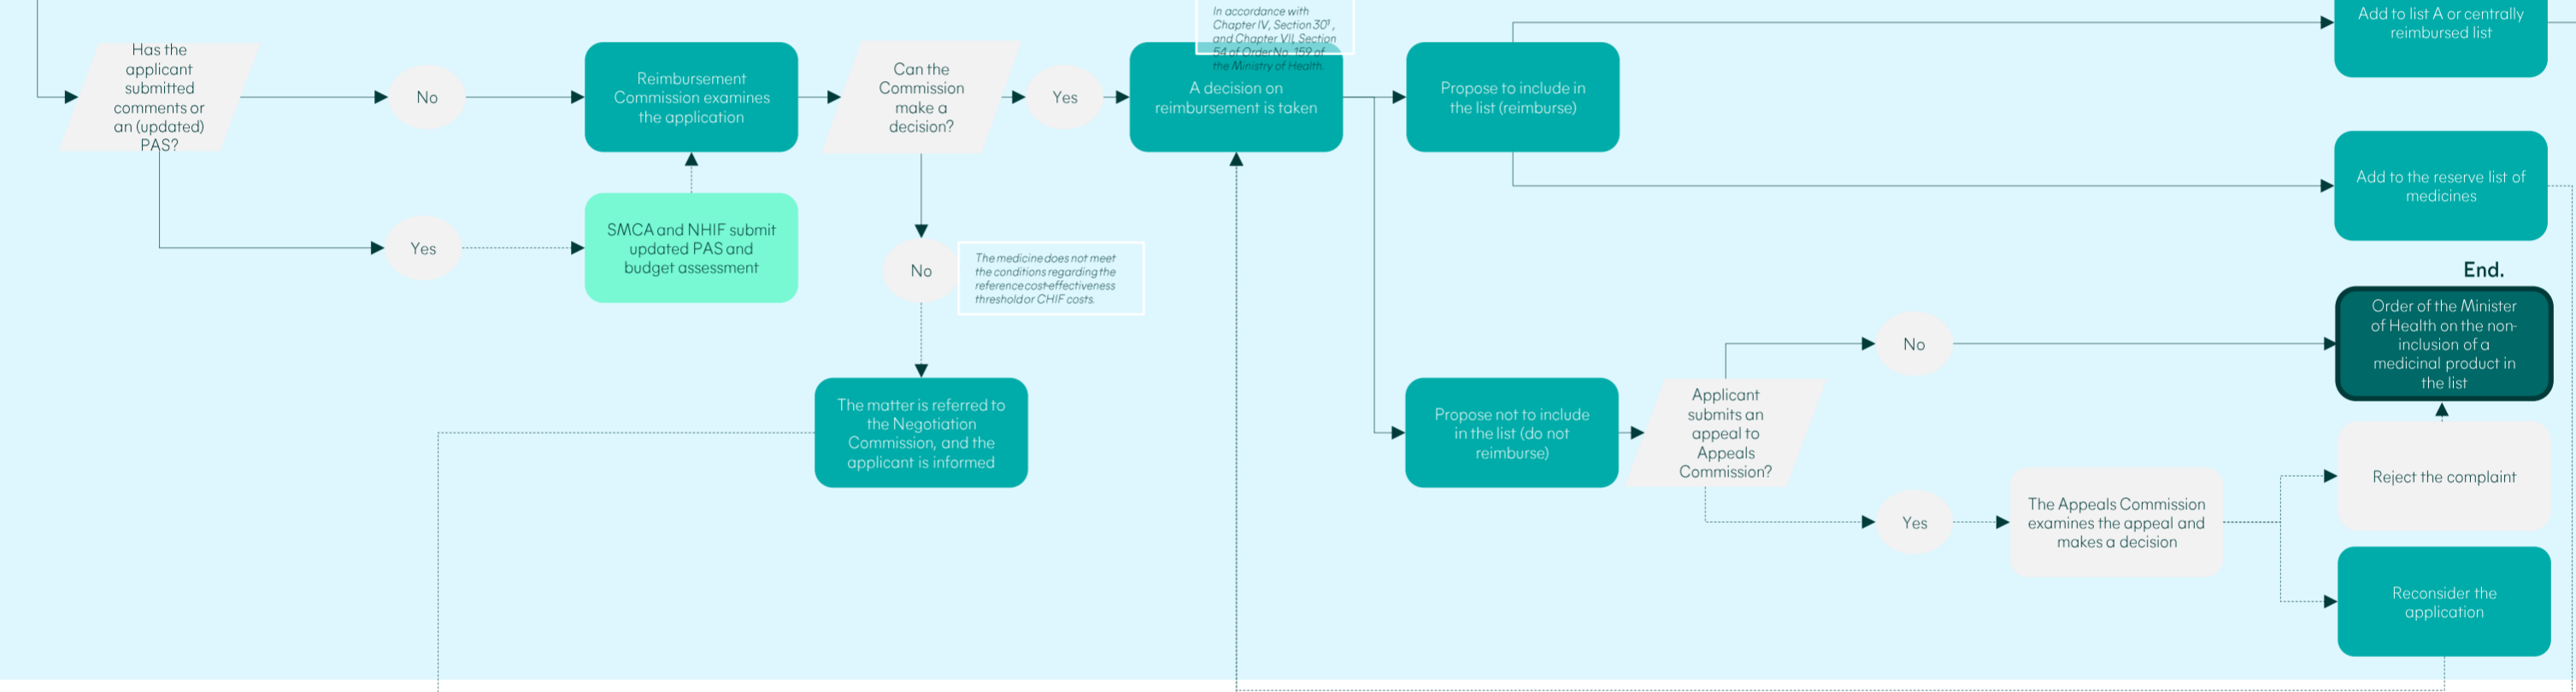 In accordance with
Chapter IV, Section 30¹,
and Chapter VII, Section
54 of Order No. 159 of
the Ministry of Health.
Add to list A or centrally
reimbursed list
Has the
applicant
submitted
comments or
an (updated)
PAS?
No
Reimbursement
Commission examines
the application
Can the
Commission
make a
decision?
Yes
A decision on
reimbursement is taken
Propose to include in
the list (reimburse)
Add to the reserve list of
medicines
Yes
SMCA and NHIF submit
updated PAS and
budget assessment
No
The medicine does not meet
the conditions regarding the
reference cost-effectiveness
threshold or CHIF costs.
End.
Order of the Minister
of Health on the non-
inclusion of a
medicinal product in
the list
No
The matter is referred to
the Negotiation
Commission, and the
applicant is informed
Propose not to include
in the list (do not
reimburse)
Applicant
submits an
appeal to
Appeals
Commission?
Reject the complaint
Yes
The Appeals Commission
examines the appeal and
makes a decision
Reconsider the
application